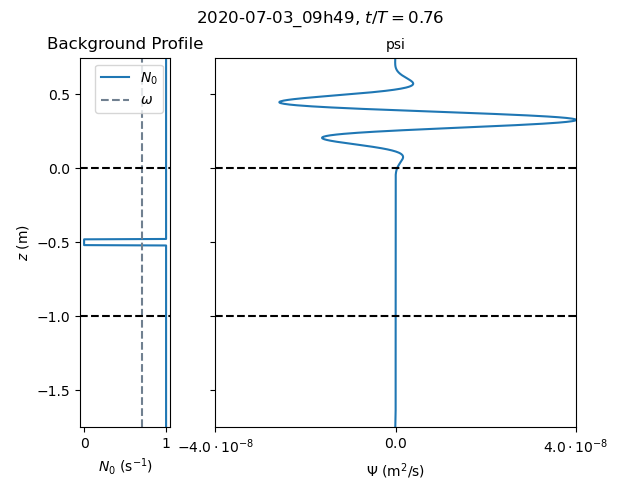 2020-07-03_09h49, t/T = 0.76
Background Profile
psi
N₀
ω
0.5
0.0
−0.5
−1.0
−1.5
z (m)
0
1
N₀ (s⁻¹)
−4.0 · 10⁻⁸
0.0
4.0 · 10⁻⁸
Ψ (m²/s)